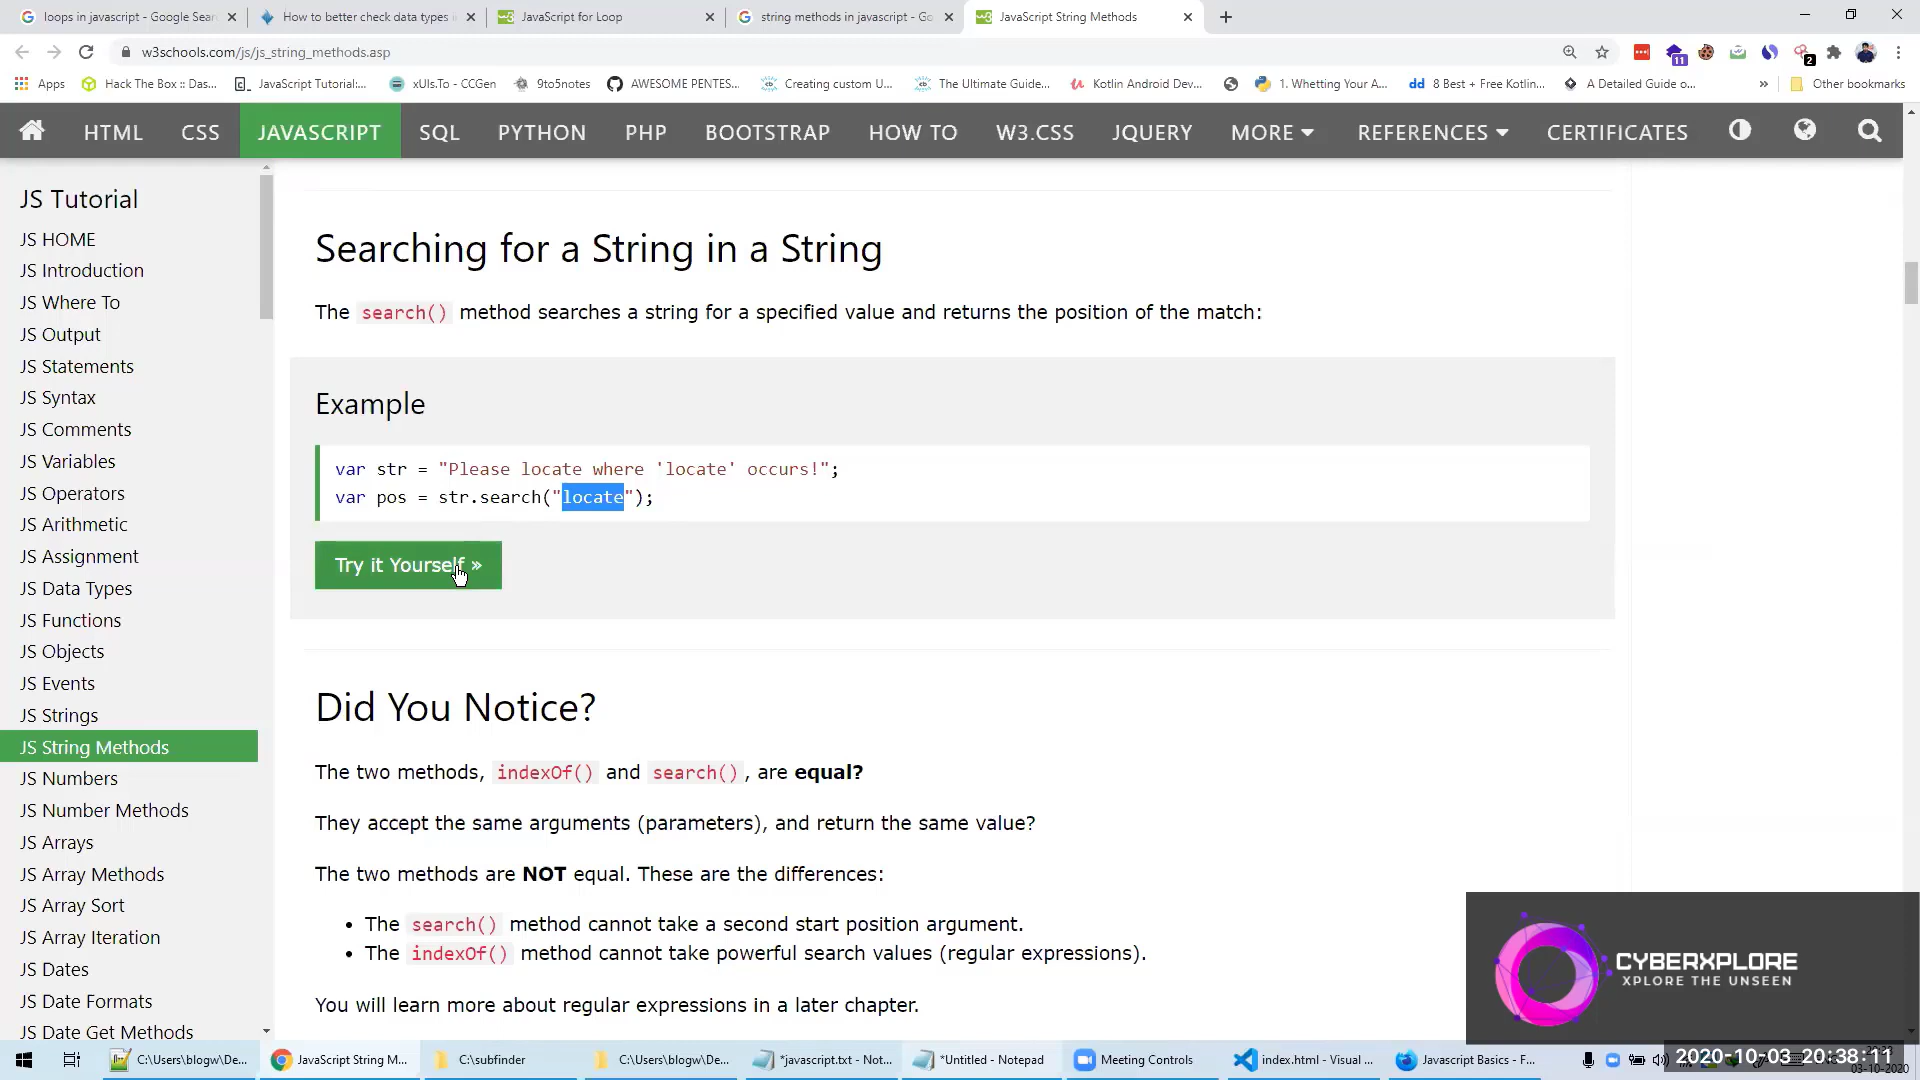 loops in javascript - Google Sear
How to better check data types i
JavaScript for Loop
string methods in javascript - Go
JavaScript String Methods
w3schools.com/js/js_string_methods.asp
11
2
Apps
Hack The Box :: Das...
JavaScript Tutorial:...
xUls.To - CCGen
9to5notes
AWESOME PENTES...
Creating custom U...
The Ultimate Guide...
Kotlin Android Dev...
1. Whetting Your A...
8 Best + Free Kotlin...
A Detailed Guide o...
»
Other bookmarks
HTML
CSS
JAVASCRIPT
SQL
PYTHON
PHP
BOOTSTRAP
HOW TO
W3.CSS
JQUERY
MORE
REFERENCES
CERTIFICATES
JS Tutorial
JS HOME
JS Introduction
JS Where To
JS Output
JS Statements
JS Syntax
JS Comments
JS Variables
JS Operators
JS Arithmetic
JS Assignment
JS Data Types
JS Functions
JS Objects
JS Events
JS Strings
JS String Methods
JS Numbers
JS Number Methods
JS Arrays
JS Array Methods
JS Array Sort
JS Array Iteration
JS Dates
JS Date Formats
JS Date Get Methods
Searching for a String in a String
The search() method searches a string for a specified value and returns the position of the match:
Example
var str = "Please locate where 'locate' occurs!";
var pos = str.search("locate");
Try it Yourself »
Did You Notice?
The two methods, indexOf() and search(), are equal?
They accept the same arguments (parameters), and return the same value?
The two methods are NOT equal. These are the differences:
• The search() method cannot take a second start position argument.
• The indexOf() method cannot take powerful search values (regular expressions).
You will learn more about regular expressions in a later chapter.
CYBERXPLORE
XPLORE THE UNSEEN
C:\Users\blogw\De...
JavaScript String M...
C:\subfinder
C:\Users\blogw\De...
*javascript.txt - Not...
*Untitled - Notepad
Meeting Controls
index.html - Visual ...
Javascript Basics - F...
2020-10-03 20:38:11
03-10-2020